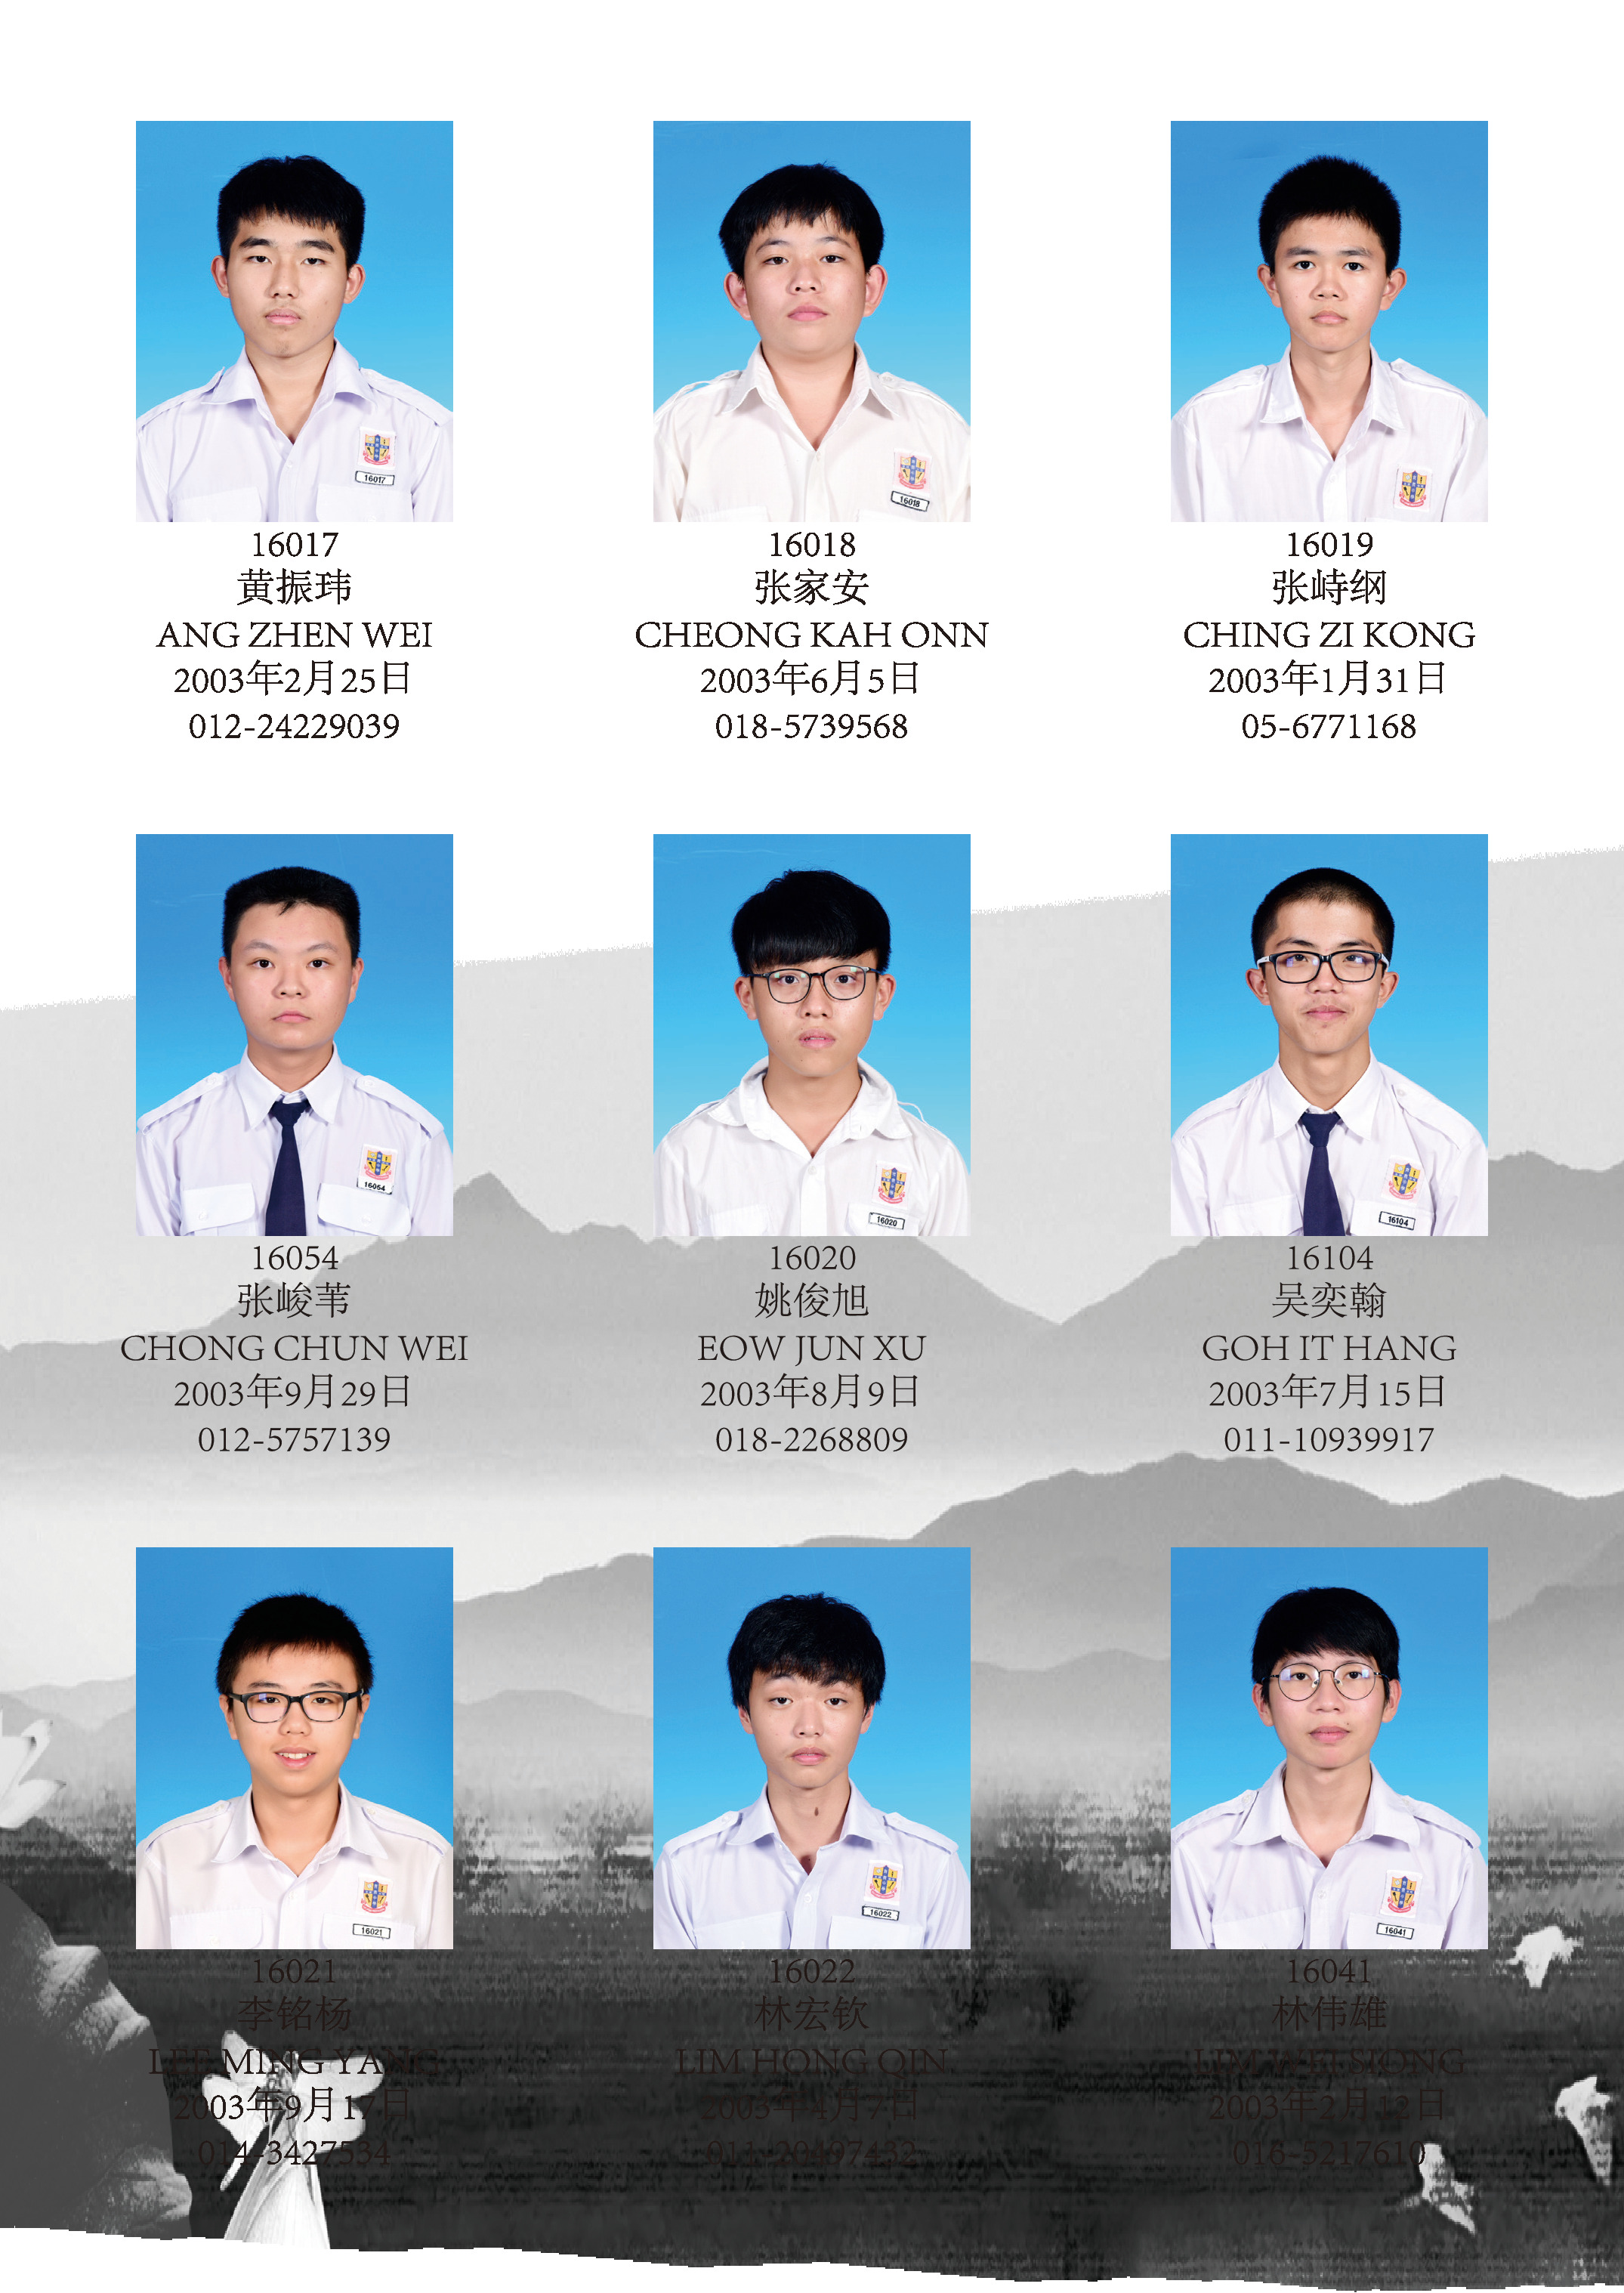 16017
黄振玮
ANG ZHEN WEI
2003年2月25日
012-24229039
16018
张家安
CHEONG KAH ONN
2003年6月5日
018-5739568
16019
张峙纲
CHING ZI KONG
2003年1月31日
05-6771168
16054
张峻苇
CHONG CHUN WEI
2003年9月29日
012-5757139
16020
姚俊旭
EOW JUN XU
2003年8月9日
018-2268809
16104
吴奕翰
GOH IT HANG
2003年7月15日
011-10939917
16021
李铭杨
LEE MING YANG
2003年9月17日
014-3427534
16022
林宏钦
LIM HONG QIN
2003年4月7日
011-20497432
16041
林伟雄
LIM WEI SIONG
2003年2月12日
016-5217610